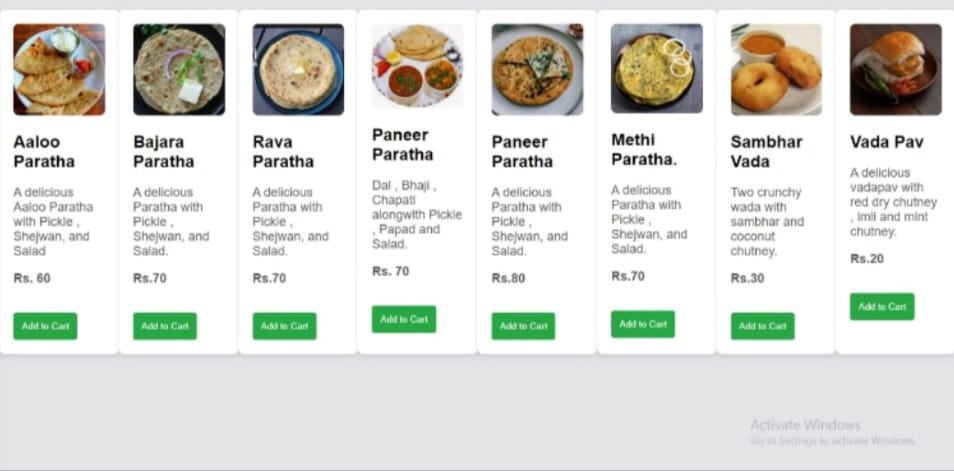 Aaloo
Paratha
A delicious
Aaloo Paratha
with Pickle ,
Shejwan, and
Salad
Rs. 60
Add to Cart
Bajara
Paratha
A delicious
Paratha with
Pickle ,
Shejwan, and
Salad.
Rs.70
Add to Cart
Rava
Paratha
A delicious
Paratha with
Pickle ,
Shejwan, and
Salad.
Rs.70
Add to Cart
Paneer
Paratha
Dal , Bhaji ,
Chapati
alongwith Pickle
, Papad and
Salad.
Rs. 70
Add to Cart
Paneer
Paratha
A delicious
Paratha with
Pickle ,
Shejwan, and
Salad.
Rs.80
Add to Cart
Methi
Paratha.
A delicious
Paratha with
Pickle ,
Shejwan, and
Salad.
Rs.70
Add to Cart
Sambhar
Vada
Two crunchy
wada with
sambhar and
coconut
chutney.
Rs.30
Add to Cart
Vada Pav
A delicious
vadapav with
red dry chutney
, imli and mint
chutney.
Rs.20
Add to Cart
Activate Windows
Go to Settings to activate Windows.